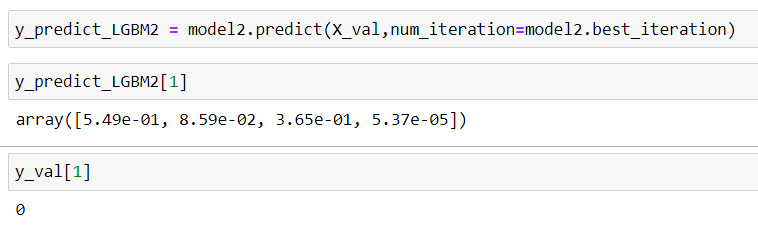 y_predict_LGBM2 = model2.predict(X_val,num_iteration=model2.best_iteration)
y_predict_LGBM2[1]
array([5.49e-01, 8.59e-02, 3.65e-01, 5.37e-05])
y_val[1]
0